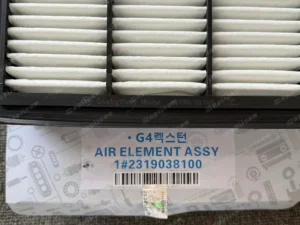 · G4렉스턴
AIR ELEMENT ASSY
1#2319038100